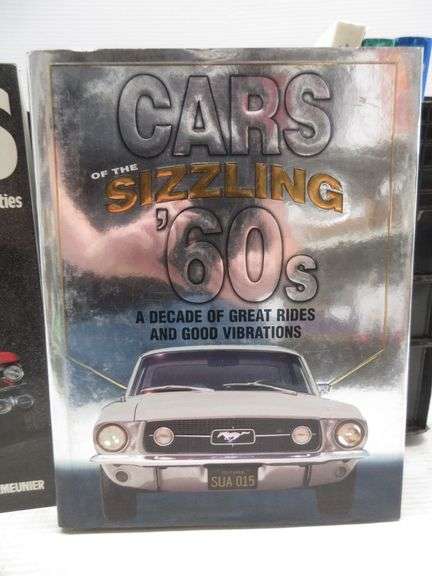 CARS
OF THE
SIZZLING
'60s
A DECADE OF GREAT RIDES
AND GOOD VIBRATIONS
SUA 015
S
ties
MEUNIER